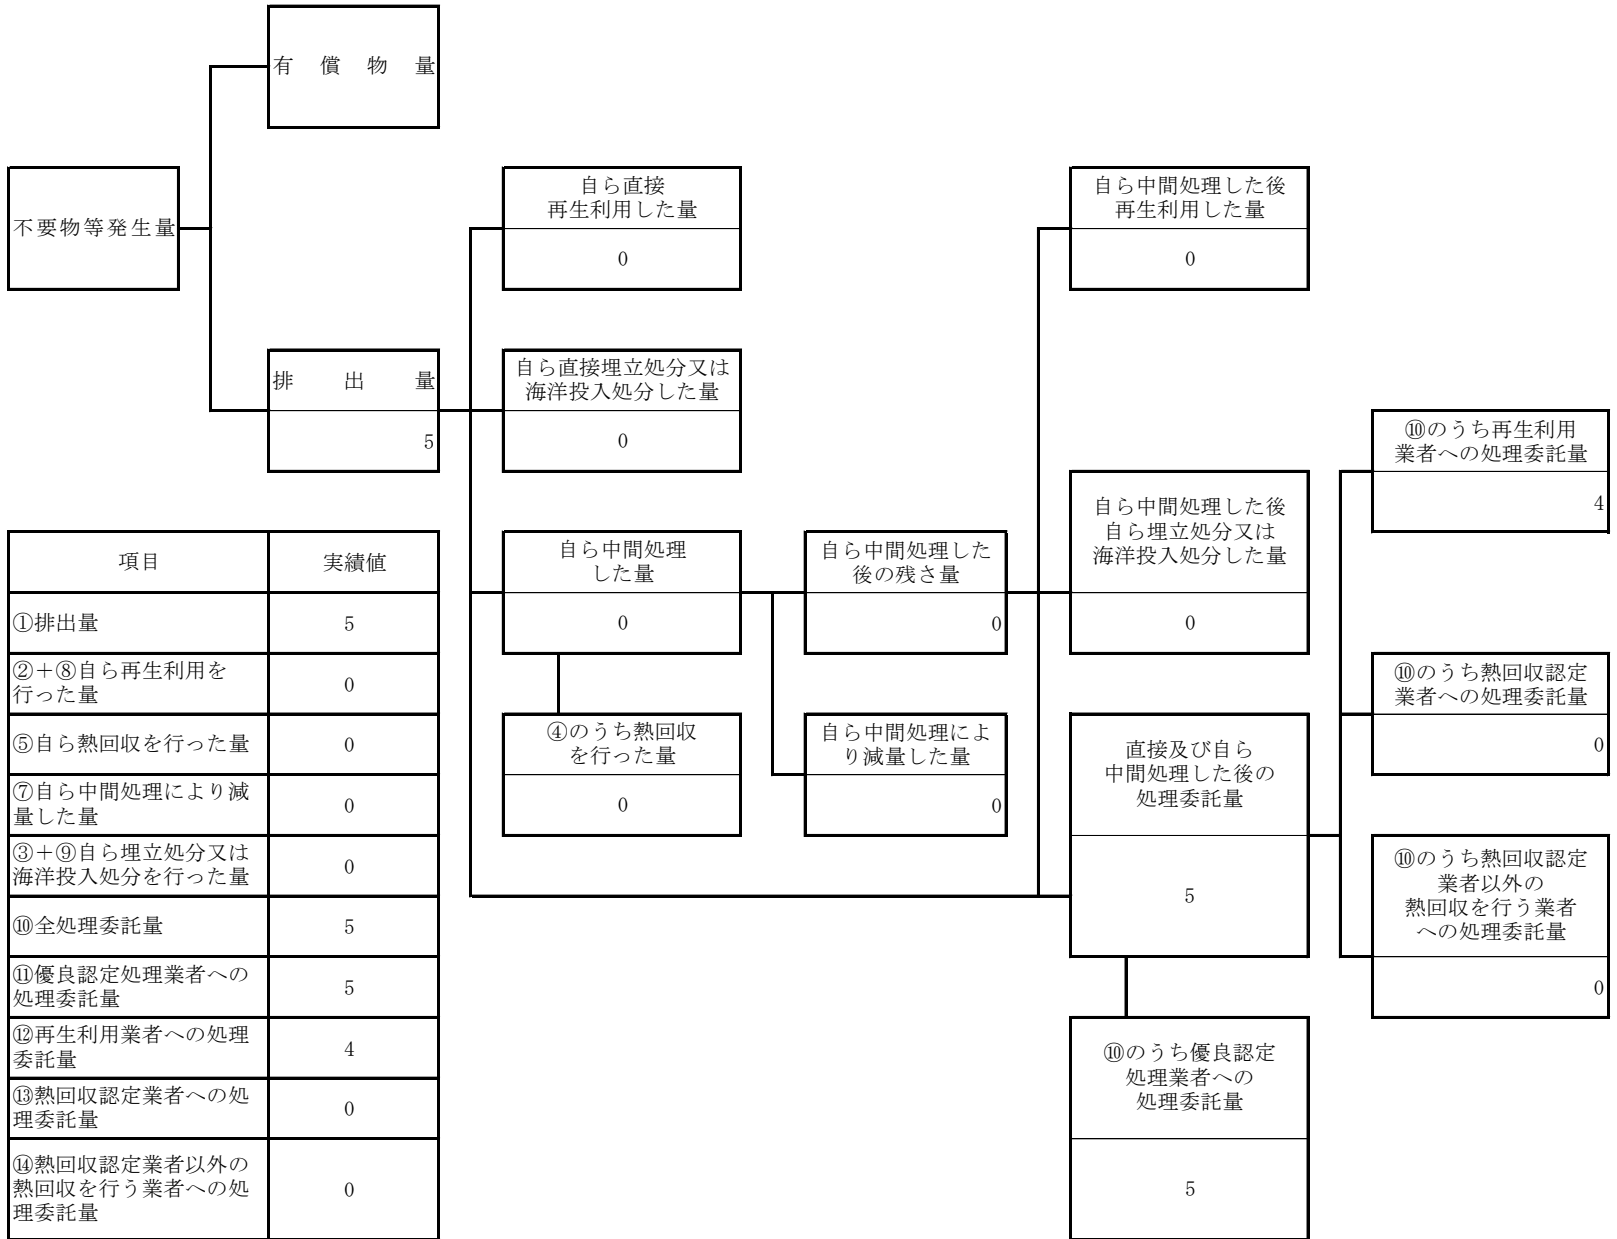 有償物量
不要物等発生量
自ら直接
再生利用した量
0
自ら中間処理した後
再生利用した量
0
排出量
5
自ら直接埋立処分又は
海洋投入処分した量
0
⑩のうち再生利用
業者への処理委託量
4
自ら中間処理した後
自ら埋立処分又は
海洋投入処分した量
0
自ら中間処理
した量
0
自ら中間処理した
後の残さ量
0
④のうち熱回収
を行った量
0
自ら中間処理によ
り減量した量
0
直接及び自ら
中間処理した後の
処理委託量
5
⑩のうち熱回収認定
業者への処理委託量
0
⑩のうち熱回収認定
業者以外の
熱回収を行う業者
への処理委託量
0
⑩のうち優良認定
処理業者への
処理委託量
5
項目 実績値
①排出量 5
②+⑧自ら再生利用を
行った量
0
⑤自ら熱回収を行った量 0
⑦自ら中間処理により減
量した量
0
③+⑨自ら埋立処分又は
海洋投入処分を行った量
0
⑩全処理委託量 5
⑪優良認定処理業者への
処理委託量
5
⑫再生利用業者への処理
委託量
4
⑬熱回収認定業者への処
理委託量
0
⑭熱回収認定業者以外の
熱回収を行う業者への処
理委託量
0